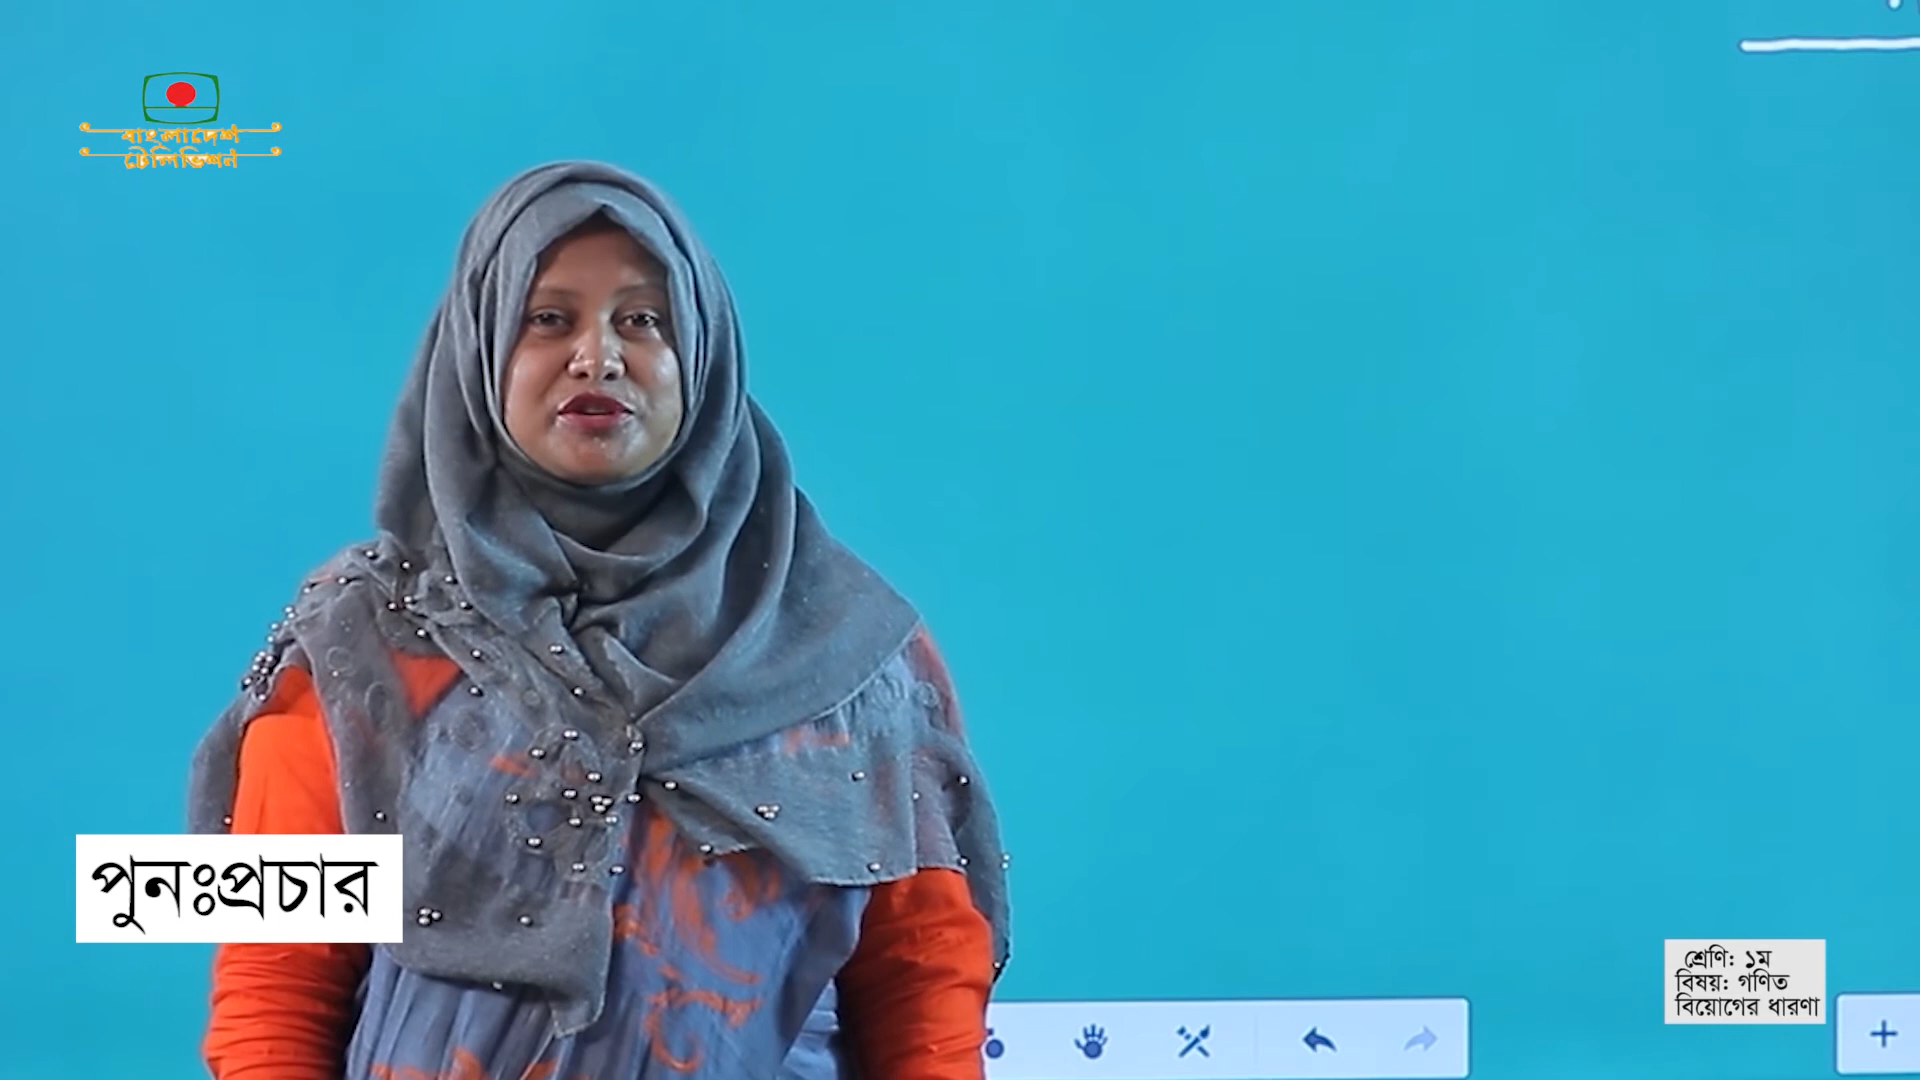 বাংলাদেশ
টেলিভিশন
পুনঃপ্রচার
শ্রেণি: ১ম
বিষয়: গণিত
বিয়োগের ধারণা